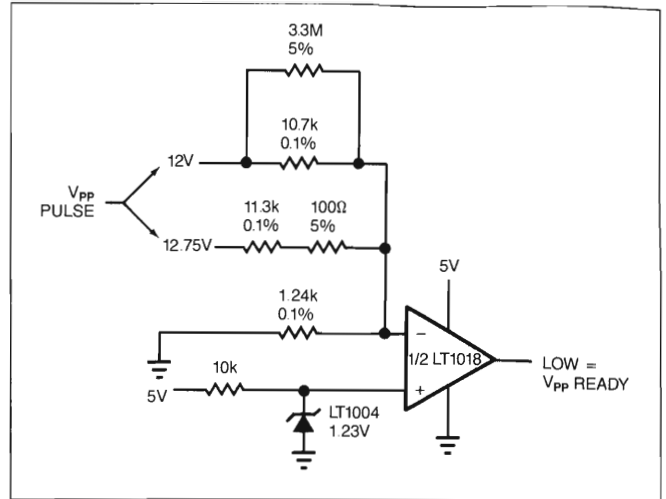 3.3M
5%
10.7k
0.1%
12V
VPP
PULSE
11.3k 100Ω
0.1% 5%
12.75V
1.24k
0.1%
5V
−
1/2 LT1018
+
LOW =
VPP READY
10k
5V
LT1004
1.23V